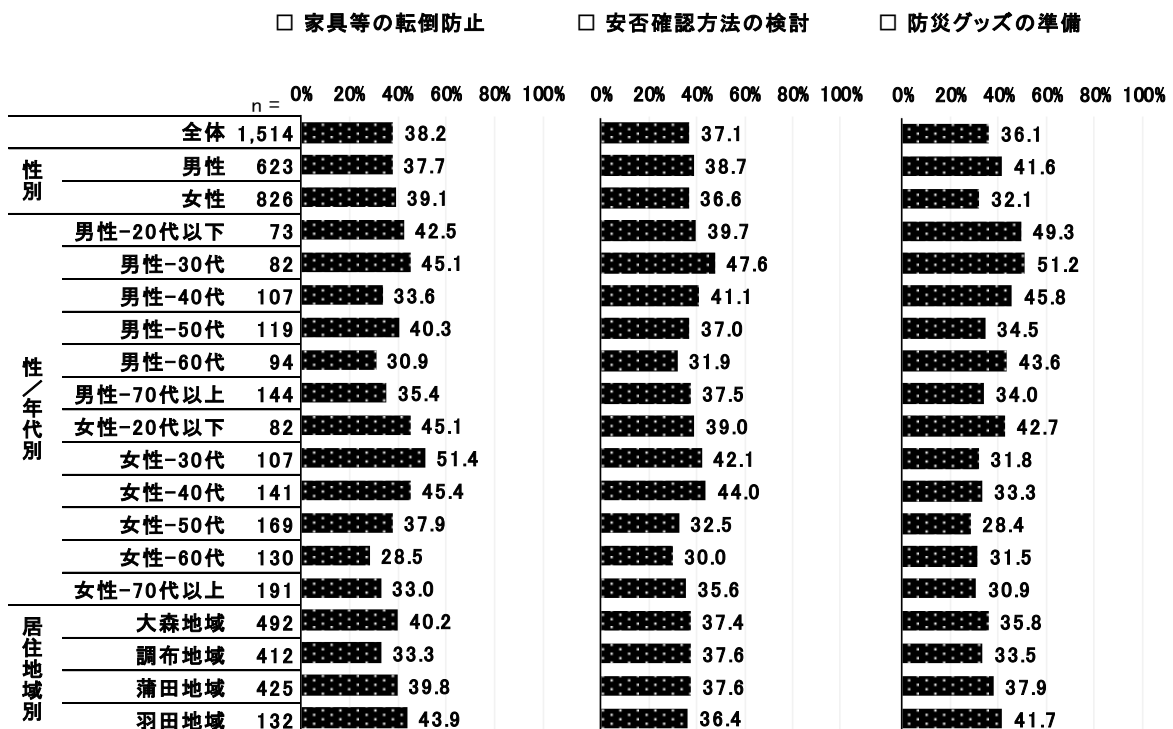 □ 家具等の転倒防止 □ 安否確認方法の検討 □ 防災グッズの準備
n = 0% 20% 40% 60% 80% 100% 0% 20% 40% 60% 80% 100% 0% 20% 40% 60% 80% 100%
全体 1,514 38.2 37.1 36.1
性別
男性 623 37.7 38.7 41.6
女性 826 39.1 36.6 32.1
性／年代別
男性-20代以下 73 42.5 39.7 49.3
男性-30代 82 45.1 47.6 51.2
男性-40代 107 33.6 41.1 45.8
男性-50代 119 40.3 37.0 34.5
男性-60代 94 30.9 31.9 43.6
男性-70代以上 144 35.4 37.5 34.0
女性-20代以下 82 45.1 39.0 42.7
女性-30代 107 51.4 42.1 31.8
女性-40代 141 45.4 44.0 33.3
女性-50代 169 37.9 32.5 28.4
女性-60代 130 28.5 30.0 31.5
女性-70代以上 191 33.0 35.6 30.9
居住地域別
大森地域 492 40.2 37.4 35.8
調布地域 412 33.3 37.6 33.5
蒲田地域 425 39.8 37.6 37.9
羽田地域 132 43.9 36.4 41.7